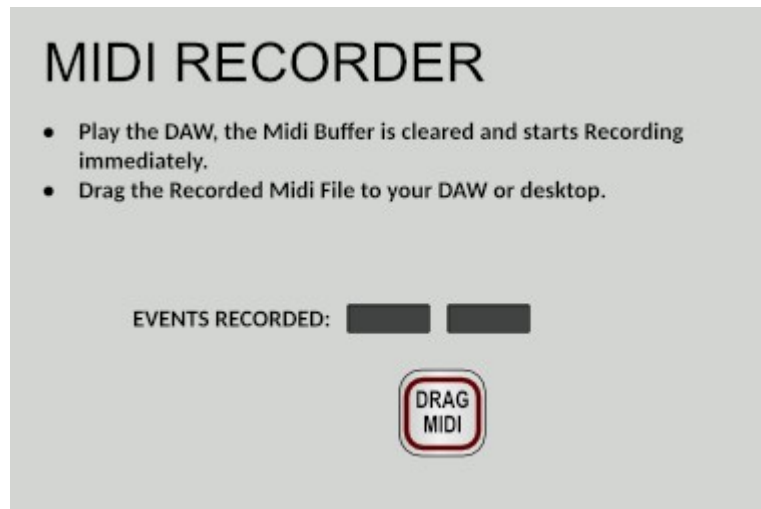 MIDI RECORDER
● Play the DAW, the Midi Buffer is cleared and starts Recording
immediately.
● Drag the Recorded Midi File to your DAW or desktop.
EVENTS RECORDED:
DRAG
MIDI